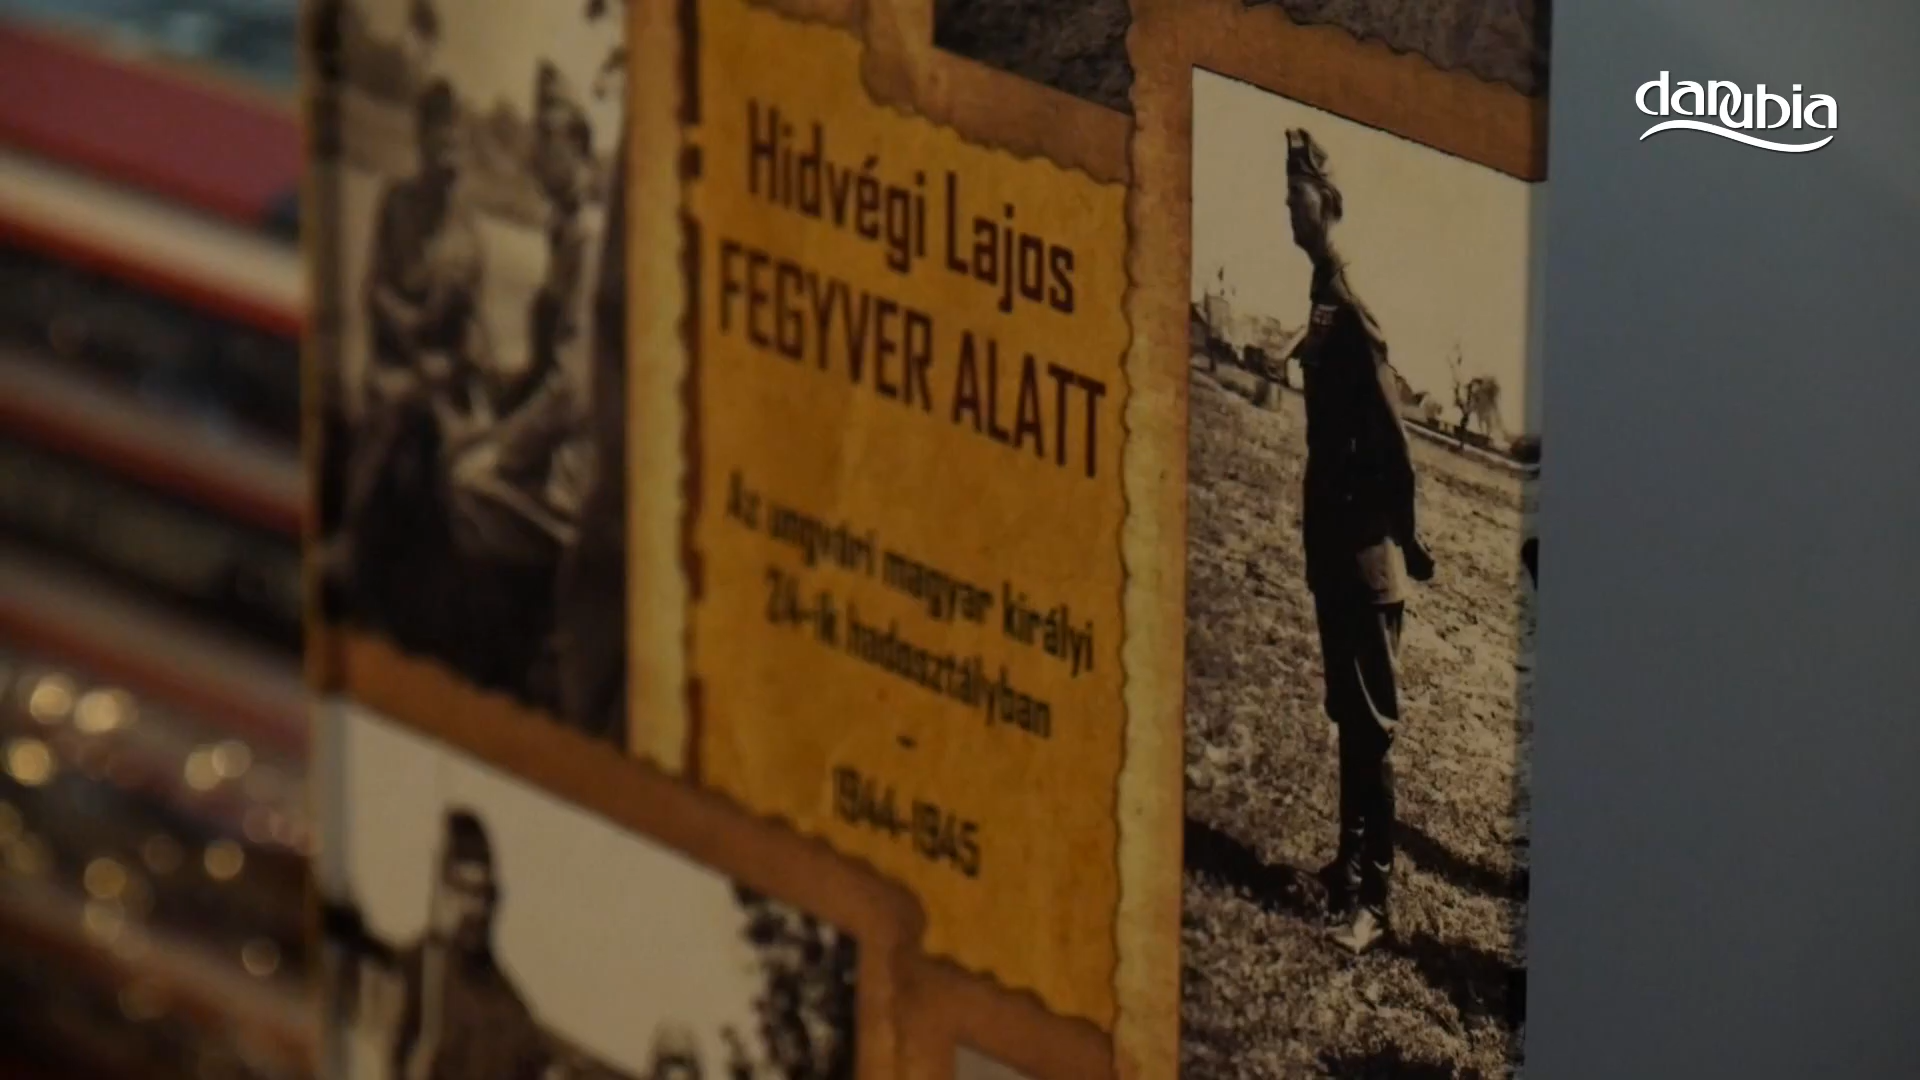 danubia
Hidvégi Lajos
FEGYVER ALATT
Az ungvári magyar királyi
24-ik hadosztályban
-
1944-1945